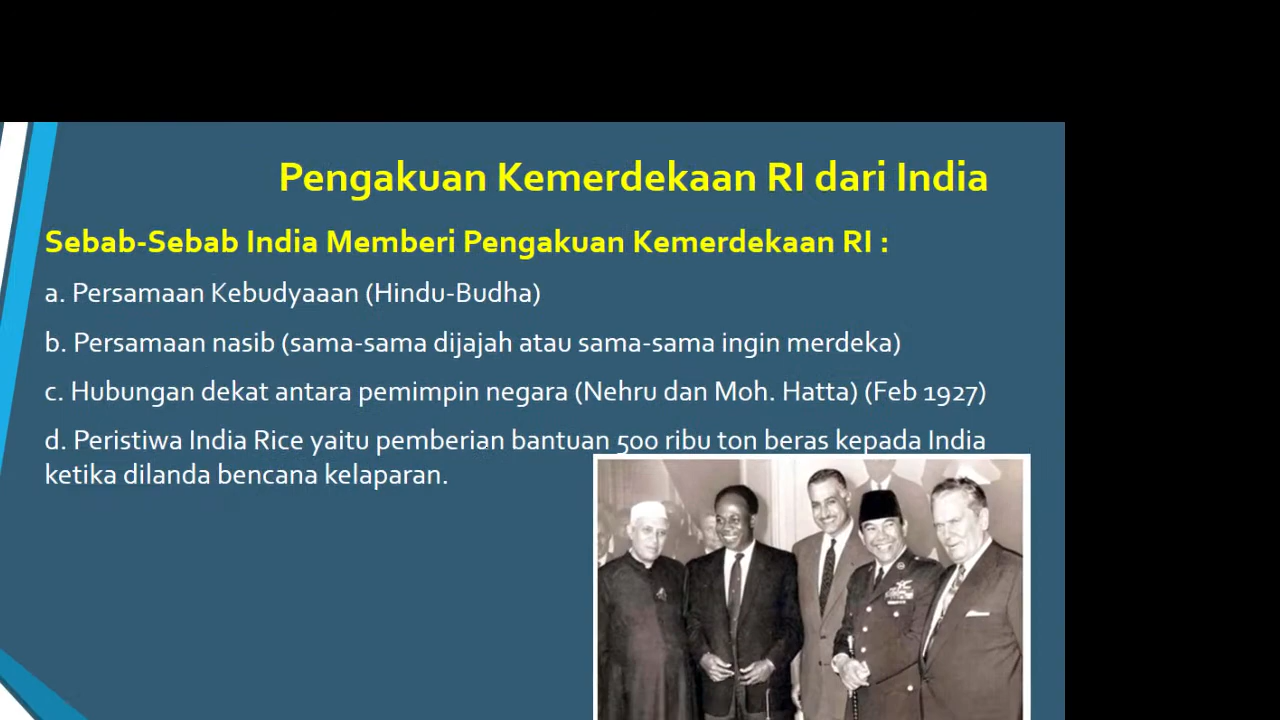 Pengakuan Kemerdekaan RI dari India
Sebab-Sebab India Memberi Pengakuan Kemerdekaan RI :
a. Persamaan Kebudyaaan (Hindu-Budha)
b. Persamaan nasib (sama-sama dijajah atau sama-sama ingin merdeka)
c. Hubungan dekat antara pemimpin negara (Nehru dan Moh. Hatta) (Feb 1927)
d. Peristiwa India Rice yaitu pemberian bantuan 500 ribu ton beras kepada India
ketika dilanda bencana kelaparan.